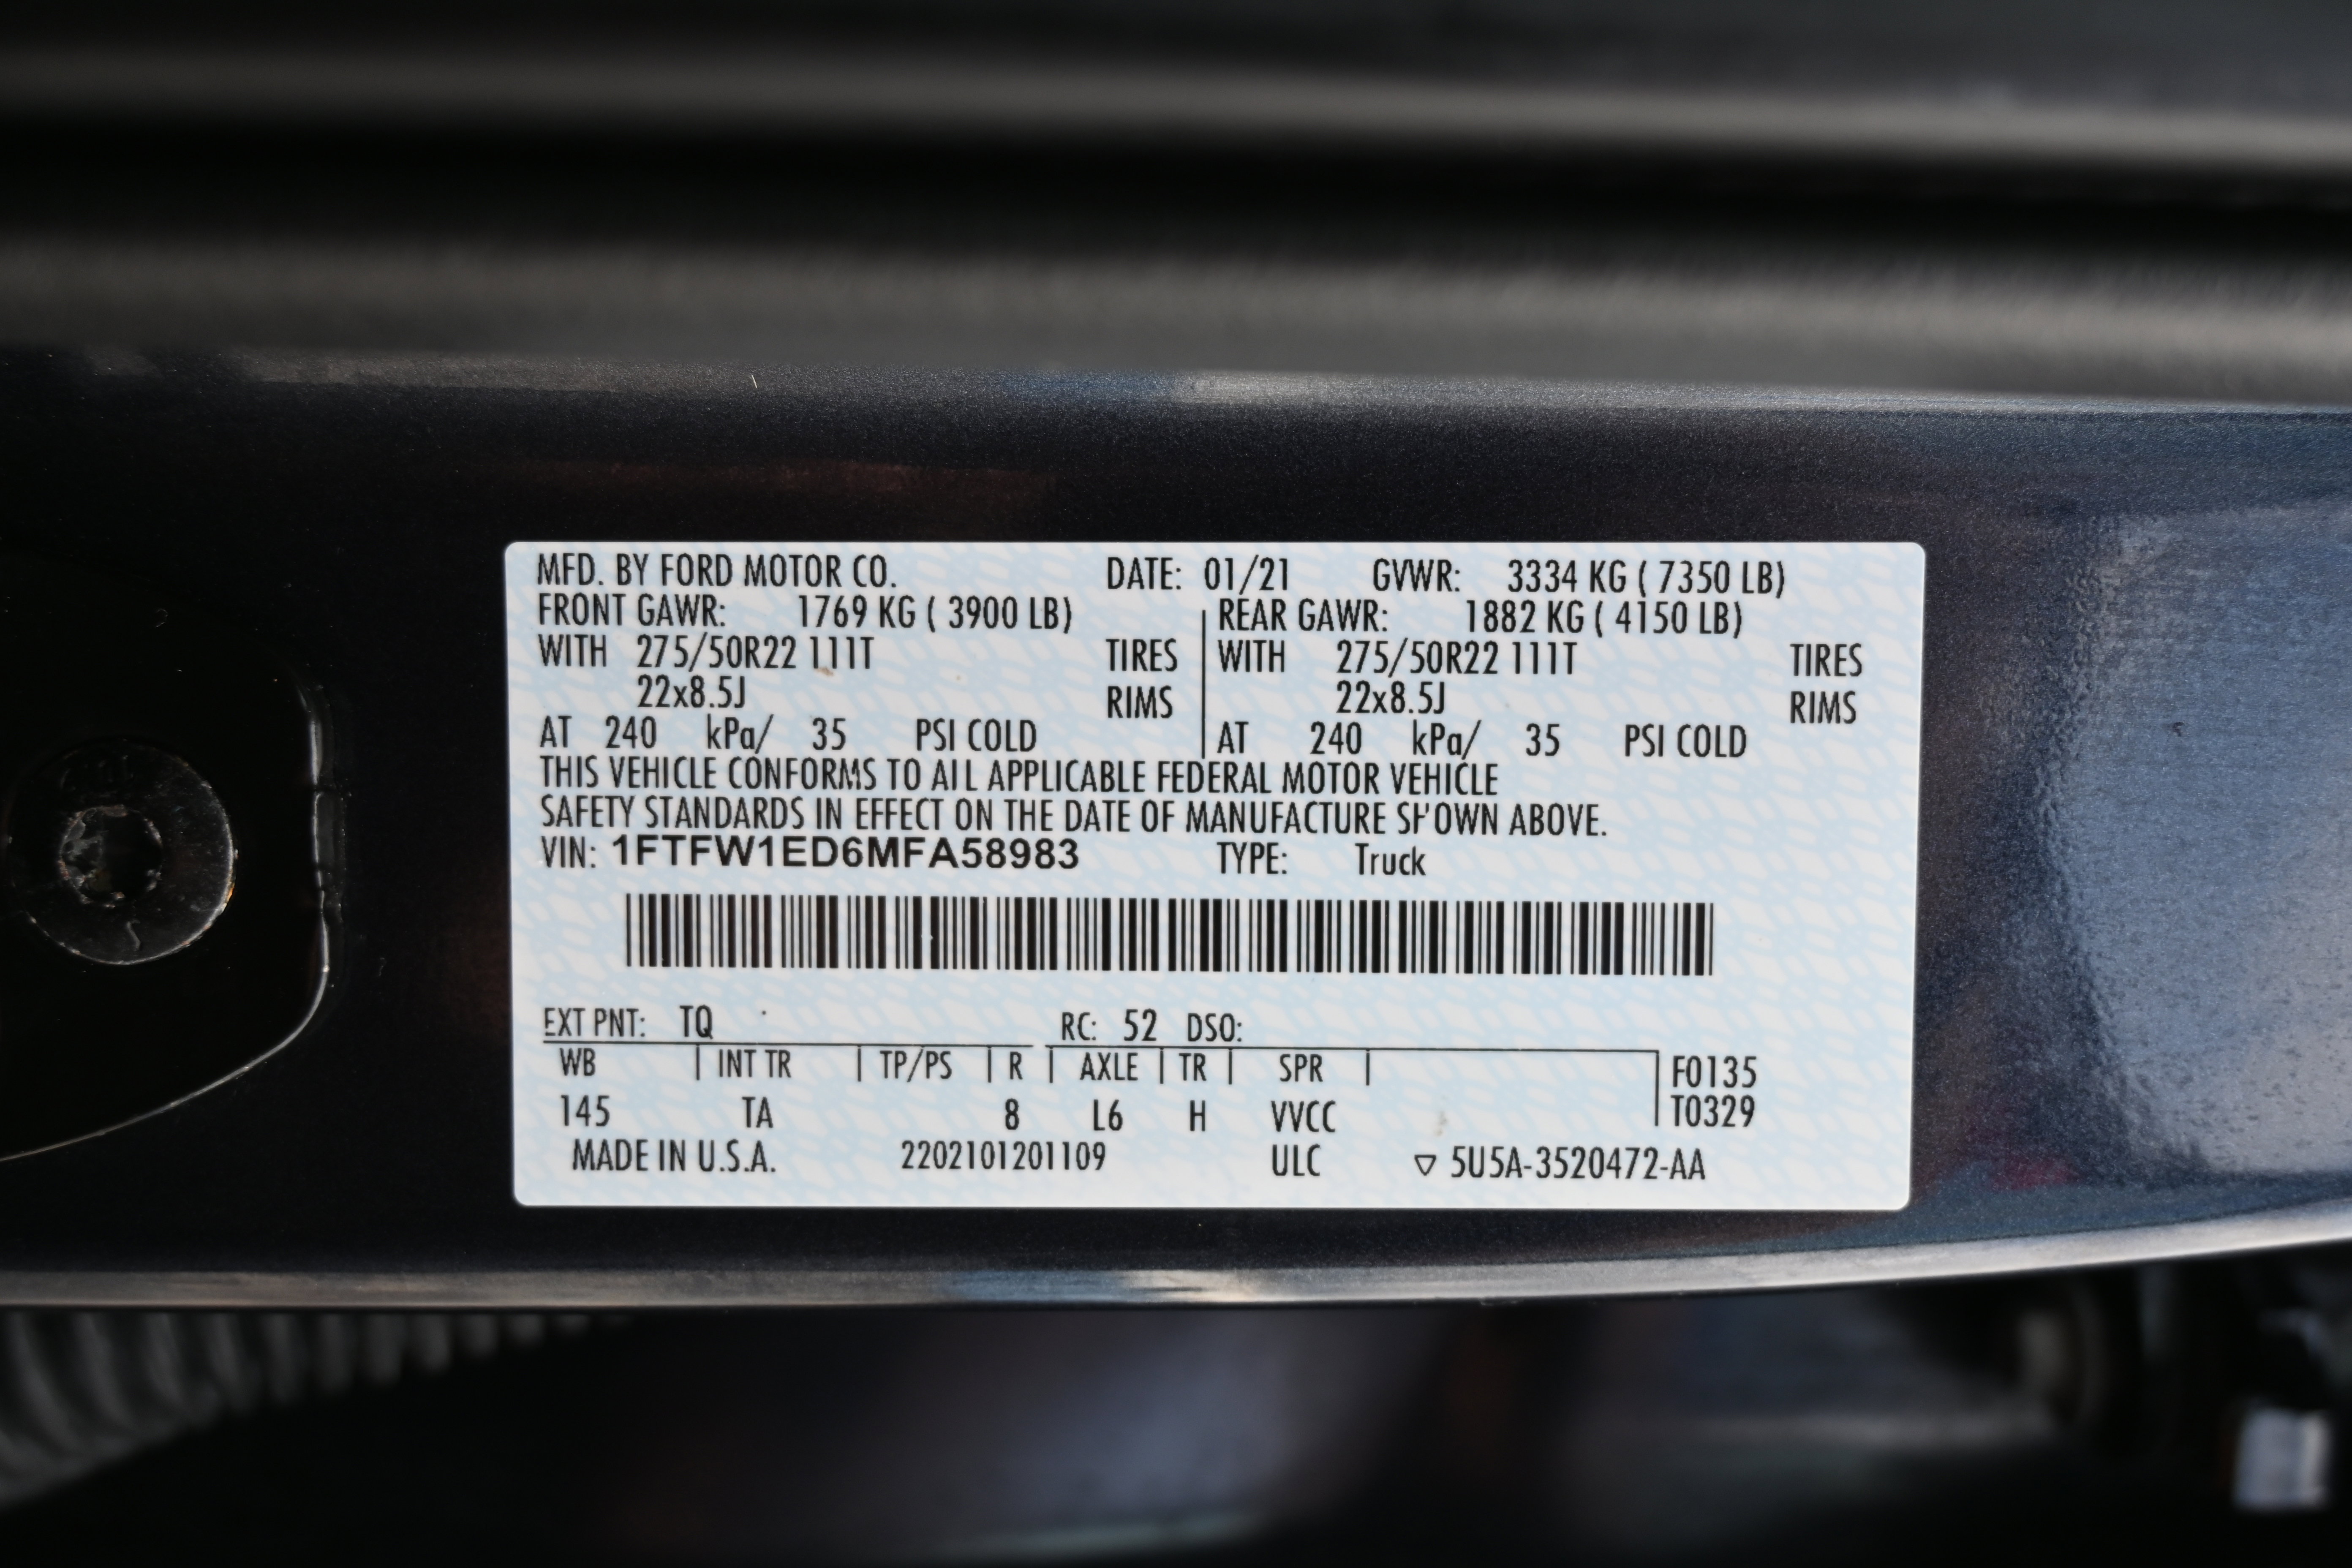 MFD. BY FORD MOTOR CO. DATE: 01/21 GVWR: 3334 KG ( 7350 LB)
FRONT GAWR: 1769 KG ( 3900 LB) REAR GAWR: 1882 KG ( 4150 LB)
WITH 275/50R22 111T TIRES WITH 275/50R22 111T TIRES
22x8.5J RIMS 22x8.5J RIMS
AT 240 kPa/ 35 PSI COLD AT 240 kPa/ 35 PSI COLD
THIS VEHICLE CONFORMS TO ALL APPLICABLE FEDERAL MOTOR VEHICLE
SAFETY STANDARDS IN EFFECT ON THE DATE OF MANUFACTURE SHOWN ABOVE.
VIN: 1FTFW1ED6MFA58983 TYPE: Truck
EXT PNT: TQ RC: 52 DSO:
WB INT TR TP/PS R AXLE TR SPR F0135
145 TA 8 L6 H VVCC T0329
MADE IN U.S.A. 2202101201109 ULC ▽ 5U5A-3520472-AA